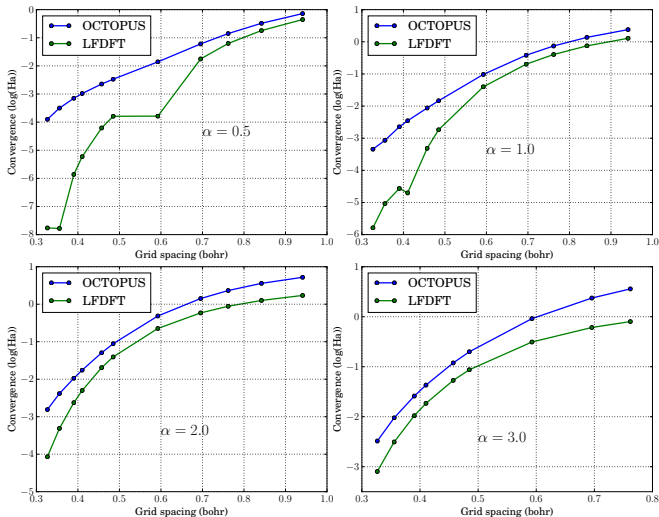 OCTOPUS
LFDFT
Convergence (log(Ha))
0
−1
−2
−3
−4
−5
−6
−7
−8
α = 0.5
0.3 0.4 0.5 0.6 0.7 0.8 0.9 1.0
Grid spacing (bohr)
OCTOPUS
LFDFT
Convergence (log(Ha))
1
0
−1
−2
−3
−4
−5
−6
α = 1.0
0.3 0.4 0.5 0.6 0.7 0.8 0.9 1.0
Grid spacing (bohr)
OCTOPUS
LFDFT
Convergence (log(Ha))
1
0
−1
−2
−3
−4
−5
α = 2.0
0.3 0.4 0.5 0.6 0.7 0.8 0.9 1.0
Grid spacing (bohr)
OCTOPUS
LFDFT
Convergence (log(Ha))
1
0
−1
−2
−3
α = 3.0
0.3 0.4 0.5 0.6 0.7 0.8
Grid spacing (bohr)